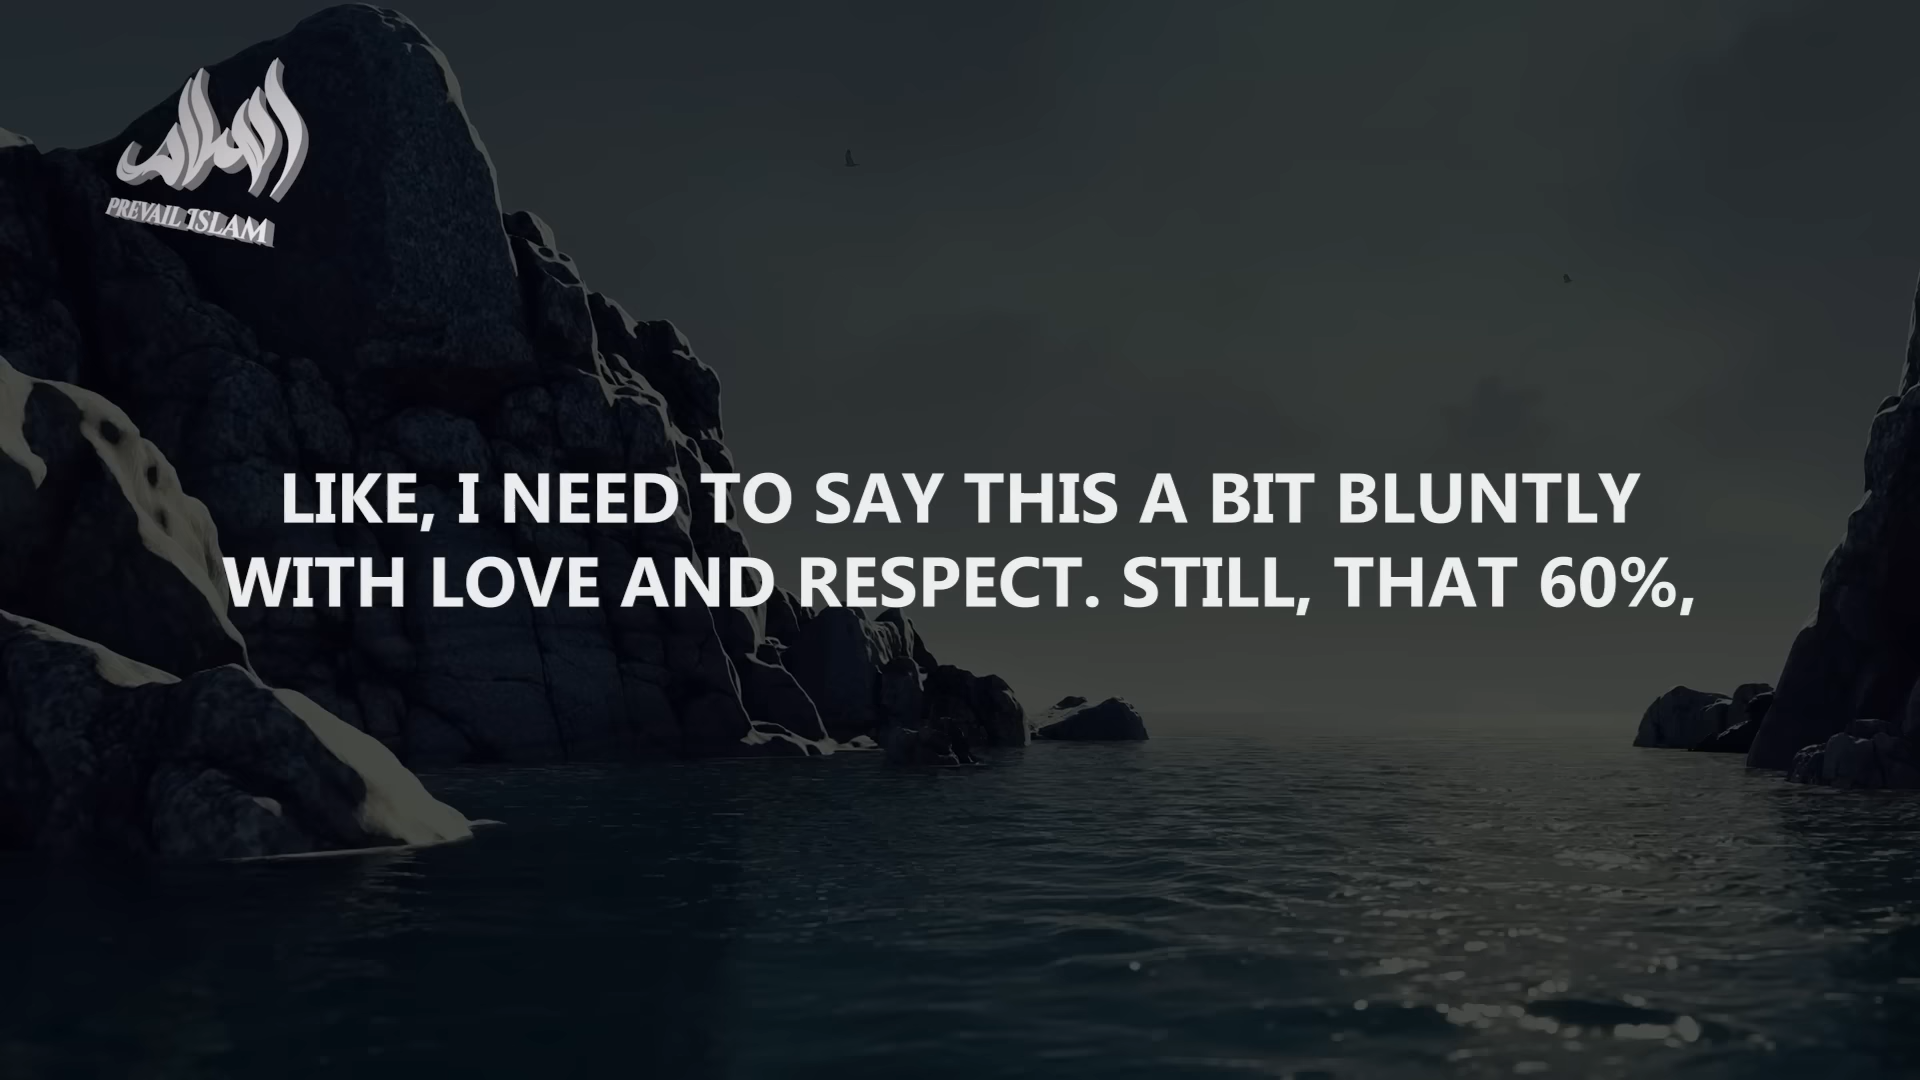 PREVAIL ISLAM
LIKE, I NEED TO SAY THIS A BIT BLUNTLY
WITH LOVE AND RESPECT. STILL, THAT 60%,